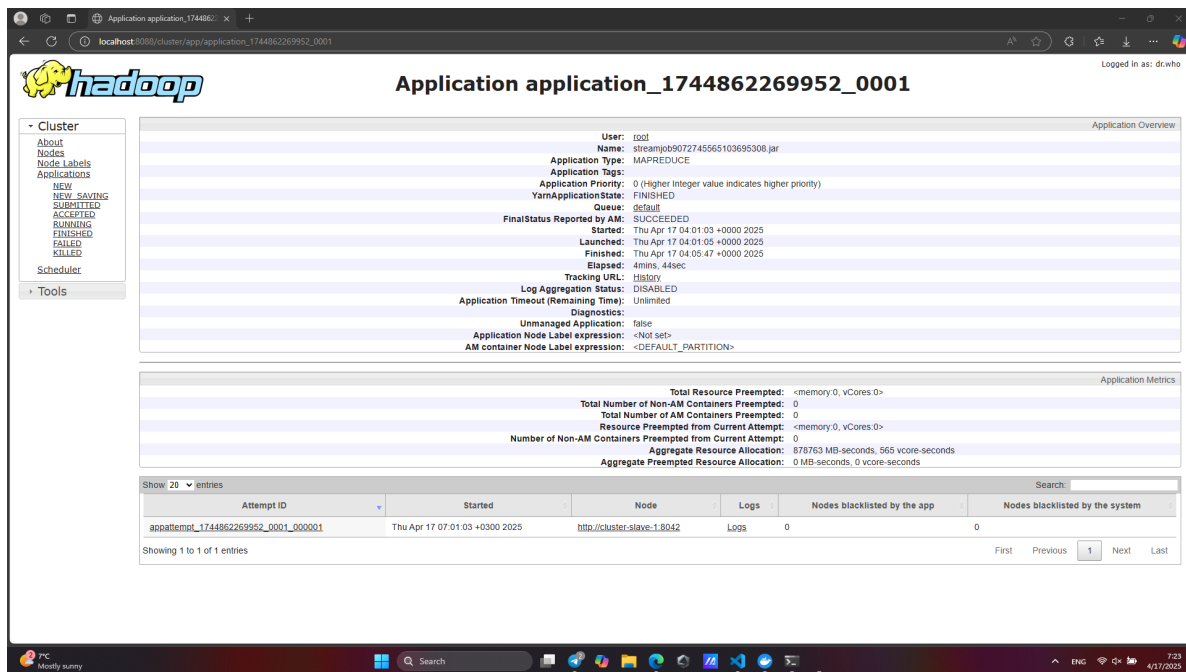 Application application_1744862
localhost:8088/cluster/app/application_1744862269952_0001
Logged in as: dr.who
hadoop
Application application_1744862269952_0001
Cluster
About
Nodes
Node Labels
Applications
NEW
NEW_SAVING
SUBMITTED
ACCEPTED
RUNNING
FINISHED
FAILED
KILLED
Scheduler
Tools
Application Overview
User: root
Name: streamjob9072745565103695308.jar
Application Type: MAPREDUCE
Application Tags:
Application Priority: 0 (Higher Integer value indicates higher priority)
YarnApplicationState: FINISHED
Queue: default
FinalStatus Reported by AM: SUCCEEDED
Started: Thu Apr 17 04:01:03 +0000 2025
Launched: Thu Apr 17 04:01:05 +0000 2025
Finished: Thu Apr 17 04:05:47 +0000 2025
Elapsed: 4mins, 44sec
Tracking URL: History
Log Aggregation Status: DISABLED
Application Timeout (Remaining Time): Unlimited
Diagnostics:
Unmanaged Application: false
Application Node Label expression: <Not set>
AM container Node Label expression: <DEFAULT_PARTITION>
Application Metrics
Total Resource Preempted: <memory:0, vCores:0>
Total Number of Non-AM Containers Preempted: 0
Total Number of AM Containers Preempted: 0
Resource Preempted from Current Attempt: <memory:0, vCores:0>
Number of Non-AM Containers Preempted from Current Attempt: 0
Aggregate Resource Allocation: 878763 MB-seconds, 565 vcore-seconds
Aggregate Preempted Resource Allocation: 0 MB-seconds, 0 vcore-seconds
Show 20 entries Search:
Attempt ID Started Node Logs Nodes blacklisted by the app Nodes blacklisted by the system
appattempt_1744862269952_0001_000001 Thu Apr 17 07:01:03 +0300 2025 http://cluster-slave-1:8042 Logs 0 0
Showing 1 to 1 of 1 entries First Previous 1 Next Last
2 7°C
Mostly sunny
Search
ENG
7:23
4/17/2025